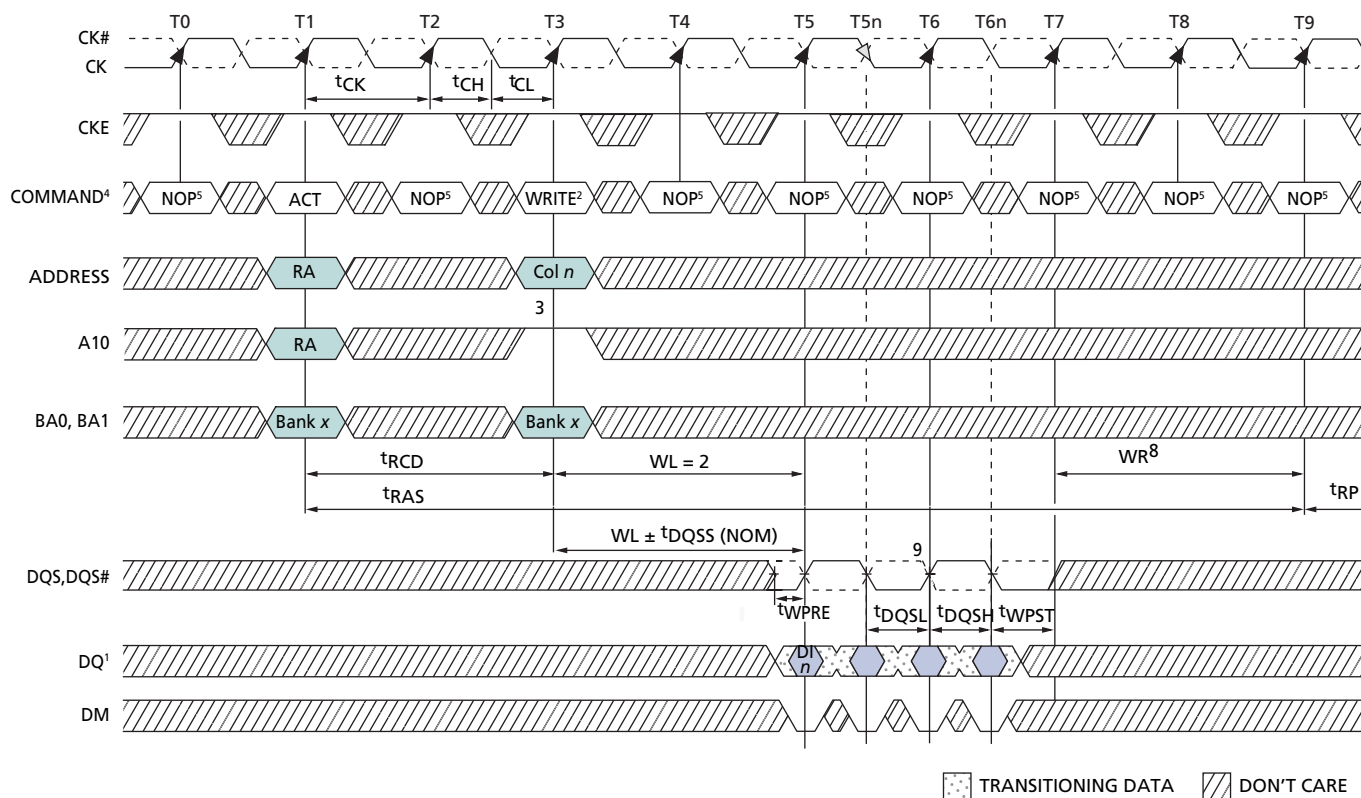 T0 T1 T2 T3 T4 T5 T5n T6 T6n T7 T8 T9
CK#
CK
tCK tCH tCL
CKE
COMMAND⁴ NOP⁵ ACT NOP⁵ WRITE² NOP⁵ NOP⁵ NOP⁵ NOP⁵ NOP⁵ NOP⁵
ADDRESS RA Col n
3
A10 RA
BA0, BA1 Bank x Bank x
tRCD WL = 2 WR⁸
tRAS tRP
WL ± tDQSS (NOM)
9
DQS,DQS#
tWPRE tDQSL tDQSH tWPST
DQ¹ DI
n
DM
TRANSITIONING DATA DON'T CARE